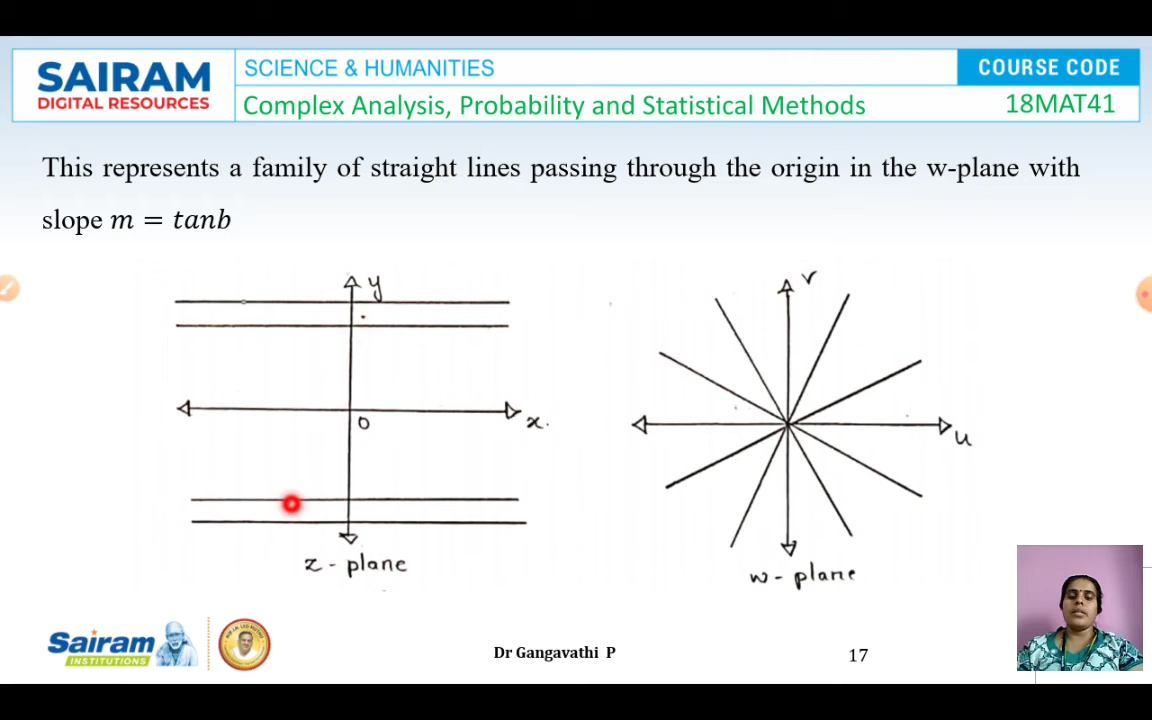 SAIRAM
DIGITAL RESOURCES
SCIENCE & HUMANITIES
COURSE CODE
Complex Analysis, Probability and Statistical Methods
18MAT41
This represents a family of straight lines passing through the origin in the w-plane with
slope m = tanb
y
O
x.
z - plane
v
u
w - plane
Sairam
INSTITUTIONS
Dr Gangavathi P
17